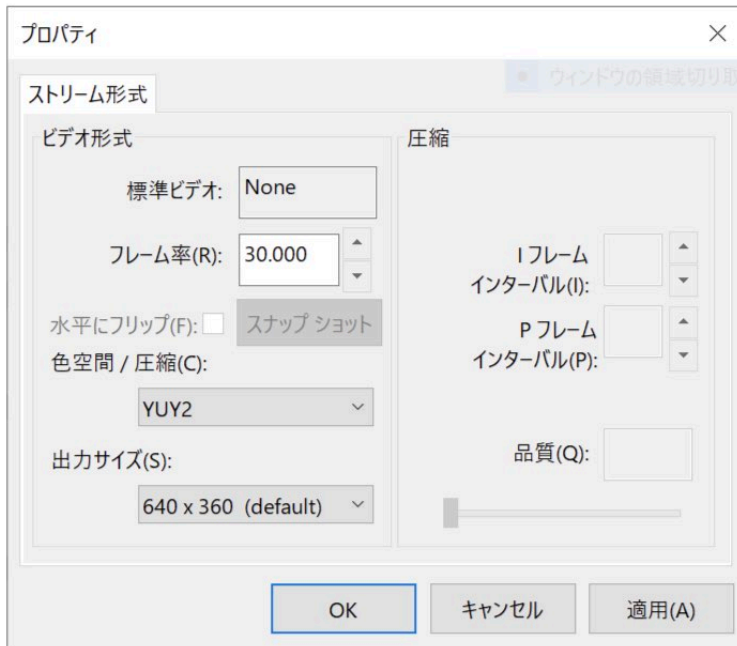 プロパティ
ウィンドウの領域切り取
ストリーム形式
ビデオ形式
標準ビデオ:
None
フレーム率(R):
30.000
水平にフリップ(F):
スナップ ショット
色空間 / 圧縮(C):
YUY2
出力サイズ(S):
640 x 360 (default)
圧縮
I フレーム
インターバル(I):
P フレーム
インターバル(P):
品質(Q):
OK
キャンセル
適用(A)